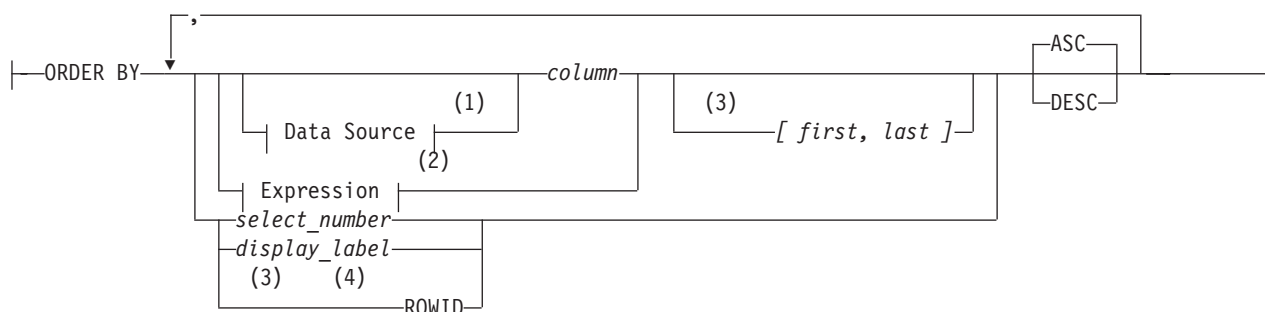 ,
ASC
ORDER BY column
(1) (3) DESC
Data Source [ first, last ]
(2)
Expression
select_number
display_label
(3) (4)
ROWID